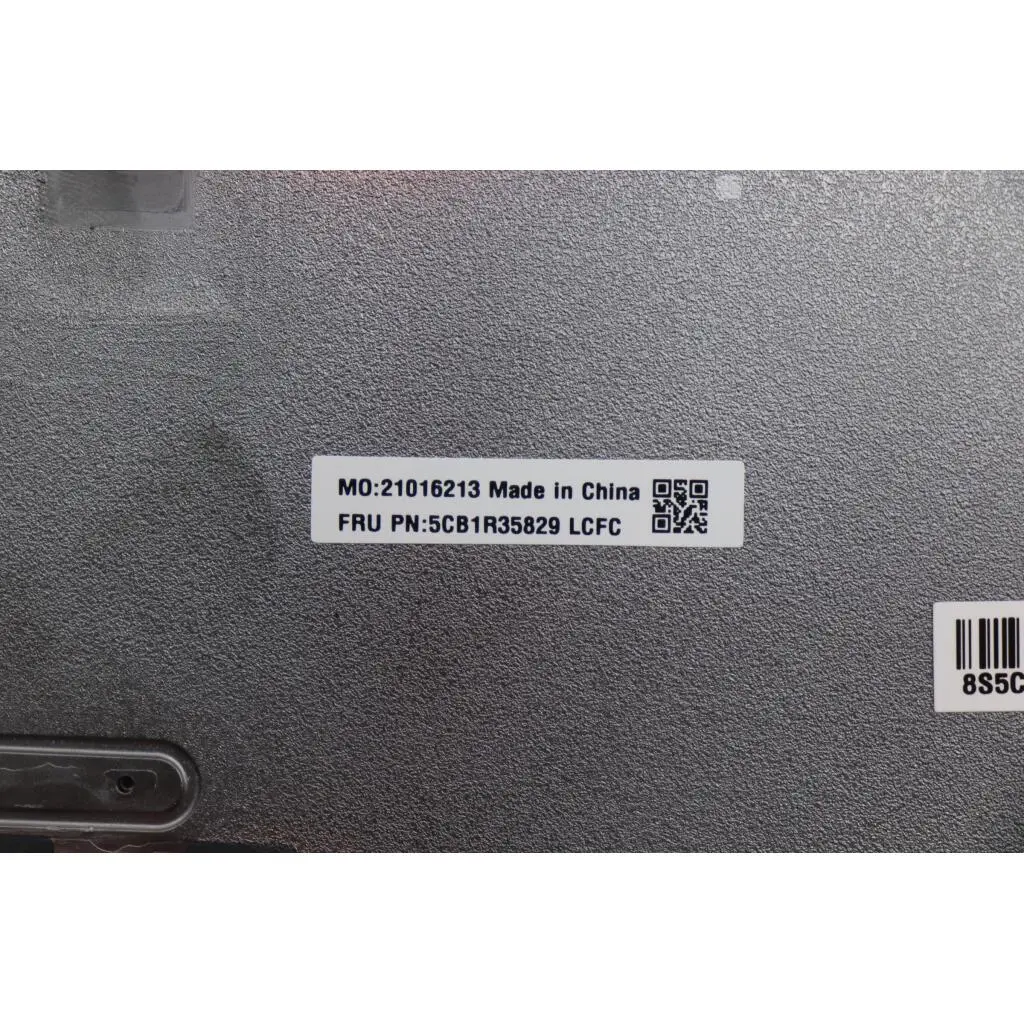 MO:21016213 Made in China
FRU PN:5CB1R35829 LCFC
8S5C